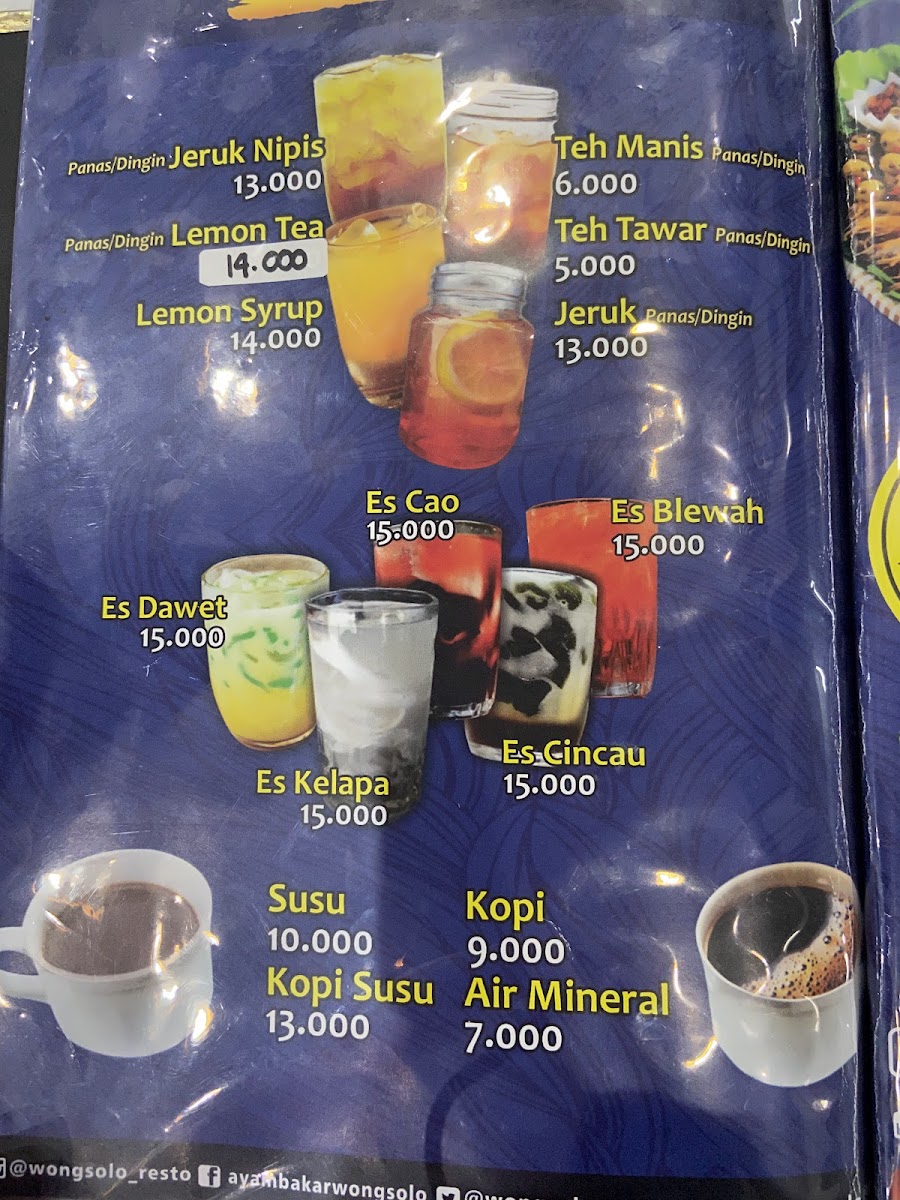 Panas/Dingin Jeruk Nipis
13.000
Panas/Dingin Lemon Tea
14.000
Lemon Syrup
14.000
Teh Manis Panas/Dingin
6.000
Teh Tawar Panas/Dingin
5.000
Jeruk Panas/Dingin
13.000
Es Cao
15.000
Es Blewah
15.000
Es Dawet
15.000
Es Kelapa
15.000
Es Cincau
15.000
Susu
10.000
Kopi Susu
13.000
Kopi
9.000
Air Mineral
7.000
@wongsolo_resto ayambakarwongsolo